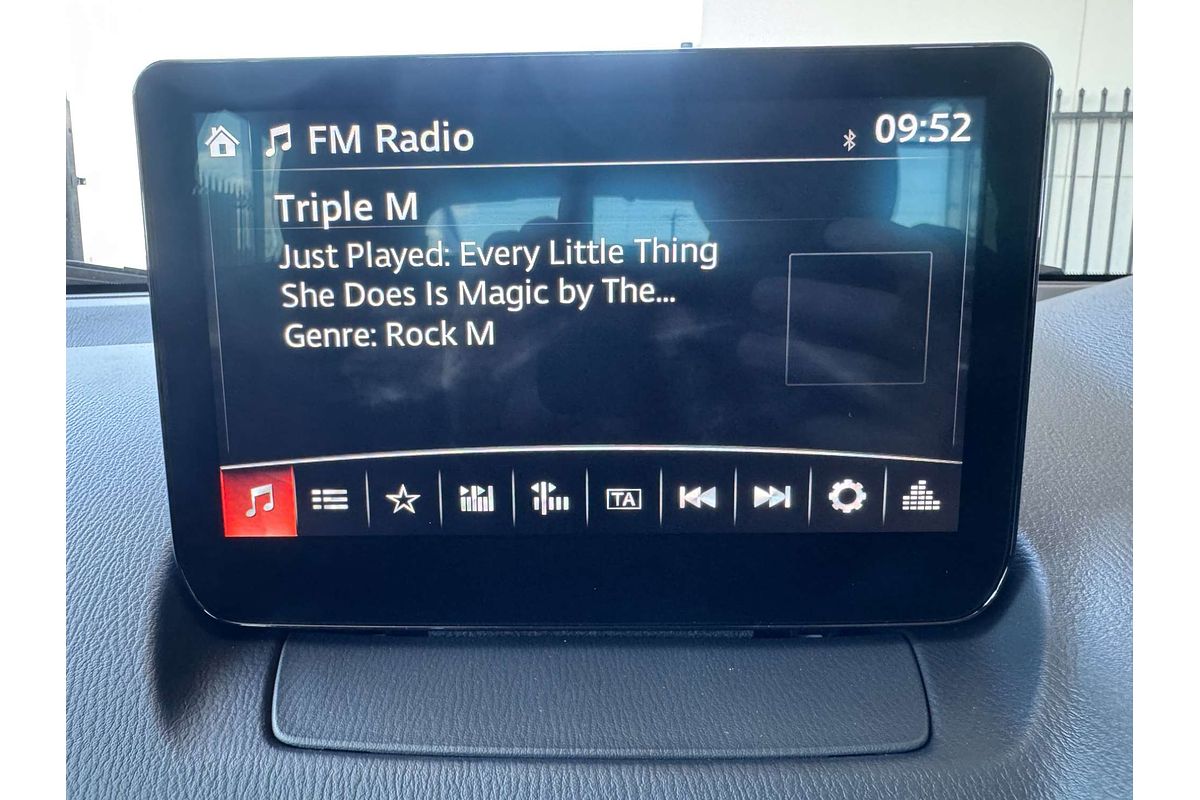 FM Radio
09:52
Triple M
Just Played: Every Little Thing
She Does Is Magic by The...
Genre: Rock M
TA